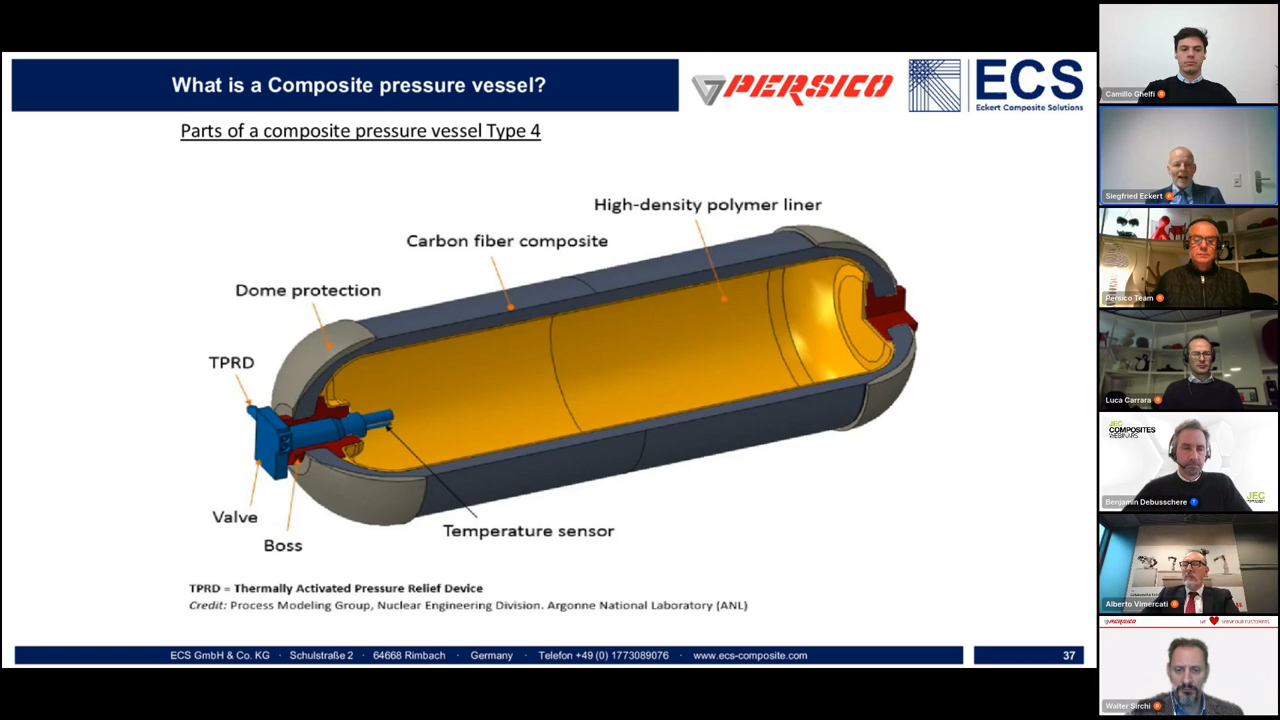 What is a Composite pressure vessel?
PERSICO
ECS
Eckert Composite Solutions
Parts of a composite pressure vessel Type 4
High-density polymer liner
Carbon fiber composite
Dome protection
TPRD
Valve
Boss
Temperature sensor
TPRD = Thermally Activated Pressure Relief Device
Credit: Process Modeling Group, Nuclear Engineering Division. Argonne National Laboratory (ANL)
ECS GmbH & Co. KG · Schulstraße 2 · 64668 Rimbach · Germany · Telefon +49 (0) 1773089076 · www.ecs-composite.com
37
Camillo Ghelfi
Siegfried Eckert
Persico Team
Luca Carrara
JEC
COMPOSITES
WEBINARS
JEC
Benjamin Debusschere
Alberto Vimercati
PERSICO
Walter Sirchi